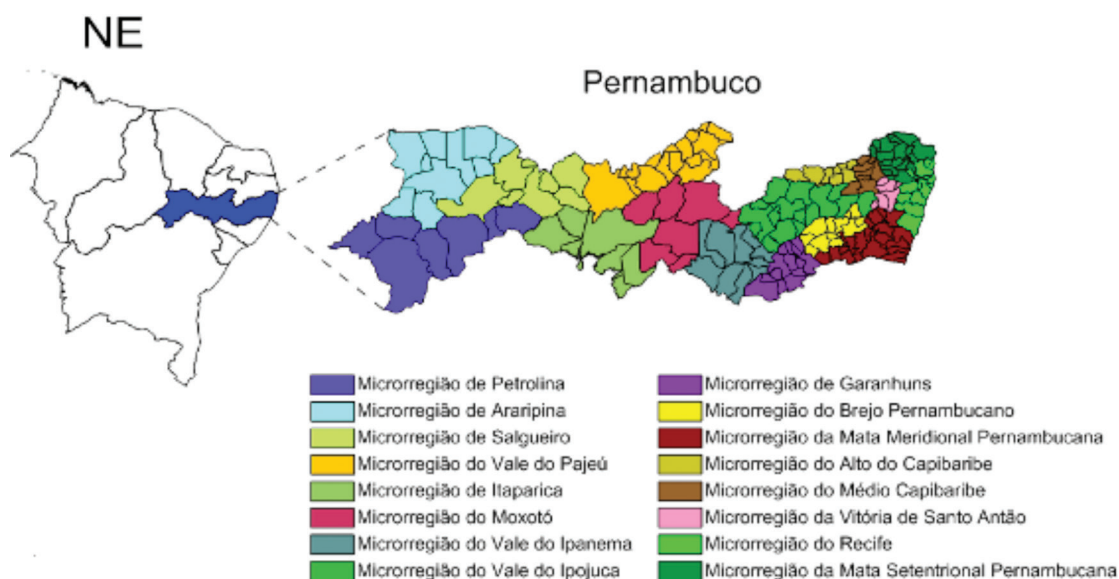 NE
Pernambuco
Microrregião de Petrolina
Microrregião de Araripina
Microrregião de Salgueiro
Microrregião do Vale do Pajeú
Microrregião de Itaparica
Microrregião do Moxotó
Microrregião do Vale do Ipanema
Microrregião do Vale do Ipojuca
Microrregião de Garanhuns
Microrregião do Brejo Pernambucano
Microrregião da Mata Meridional Pernambucana
Microrregião do Alto do Capibaribe
Microrregião do Médio Capibaribe
Microrregião da Vitória de Santo Antão
Microrregião do Recife
Microrregião da Mata Setentrional Pernambucana